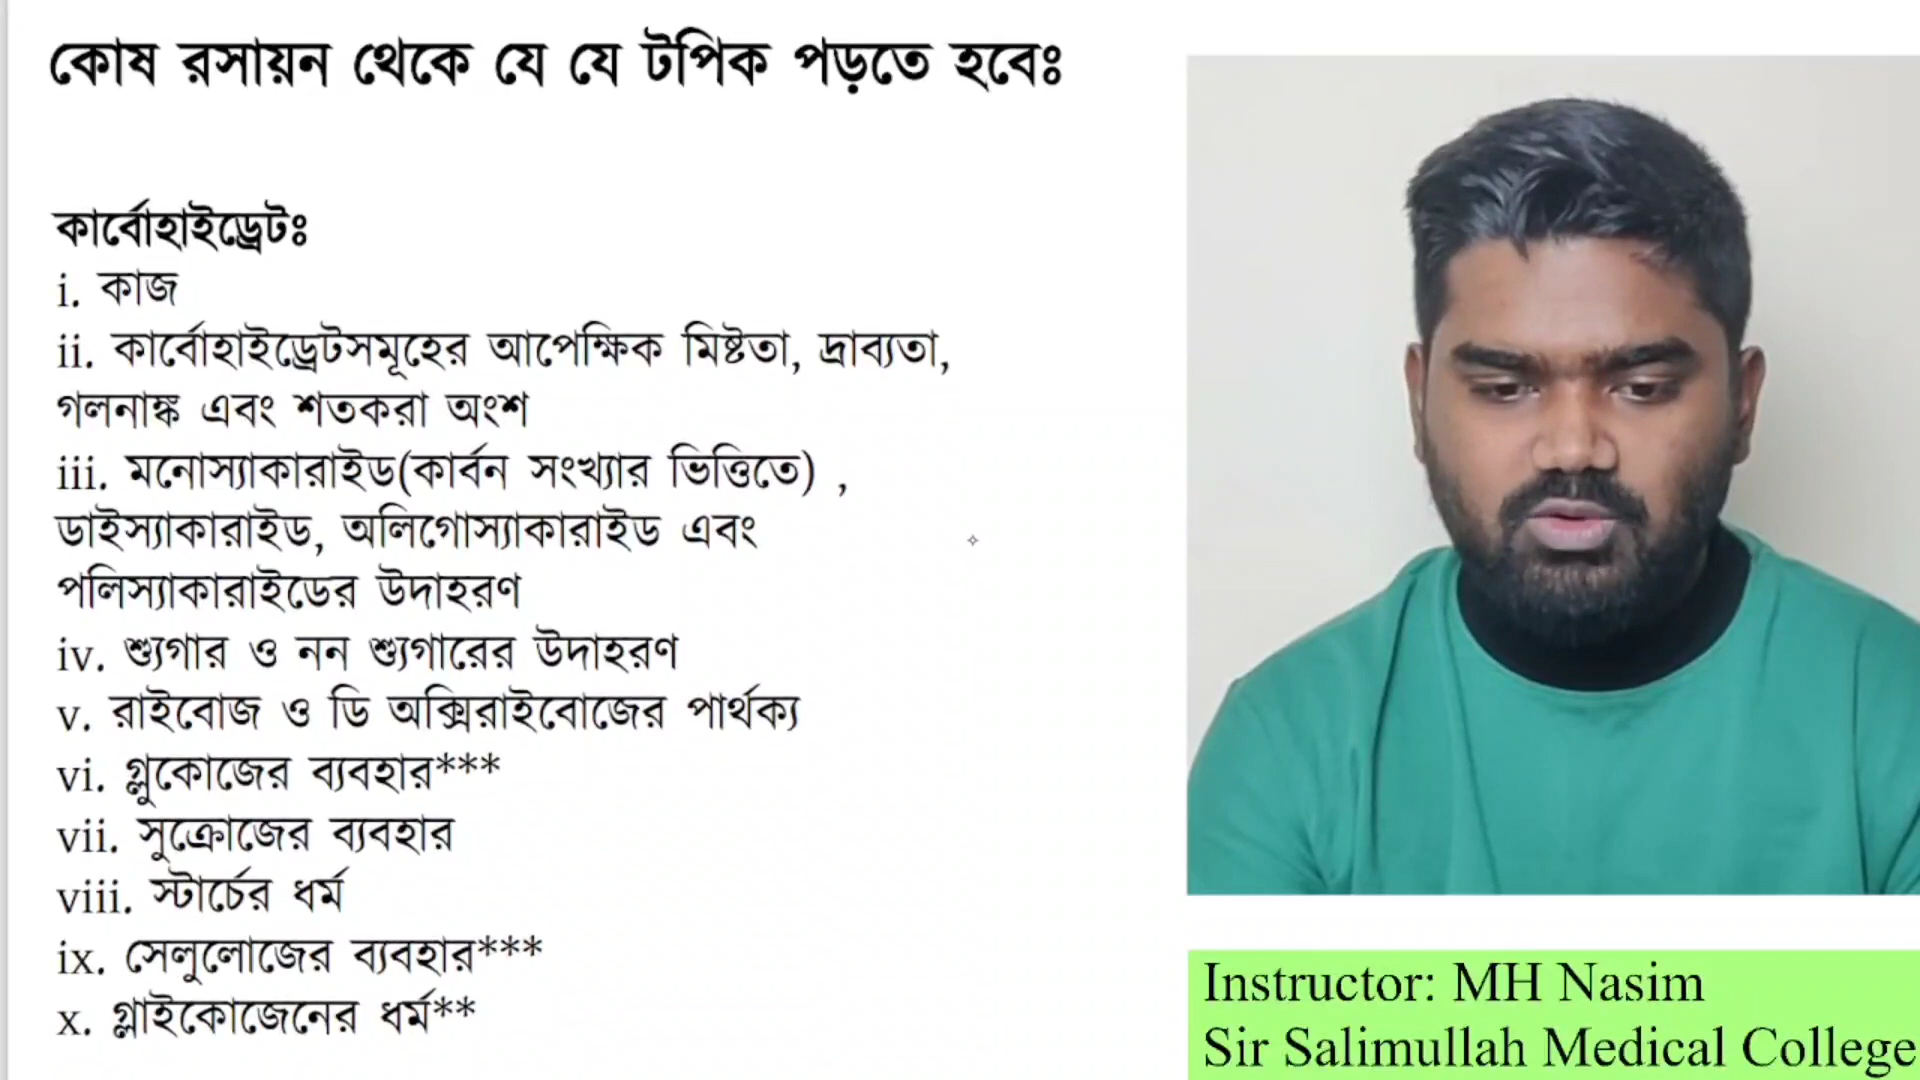 কোষ রসায়ন থেকে যে যে টপিক পড়তে হবেঃ
কার্বোহাইড্রেটঃ
i. কাজ
ii. কার্বোহাইড্রেটসমূহের আপেক্ষিক মিষ্টতা, দ্রাব্যতা,
গলনাঙ্ক এবং শতকরা অংশ
iii. মনোস্যাকারাইড(কার্বন সংখ্যার ভিত্তিতে) ,
ডাইস্যাকারাইড, অলিগোস্যাকারাইড এবং
পলিস্যাকারাইডের উদাহরণ
iv. শ্যুগার ও নন শ্যুগারের উদাহরণ
v. রাইবোজ ও ডি অক্সিরাইবোজের পার্থক্য
vi. গ্লুকোজের ব্যবহার***
vii. সুক্রোজের ব্যবহার
viii. স্টার্চের ধর্ম
ix. সেলুলোজের ব্যবহার***
x. গ্লাইকোজেনের ধর্ম**
Instructor: MH Nasim
Sir Salimullah Medical College